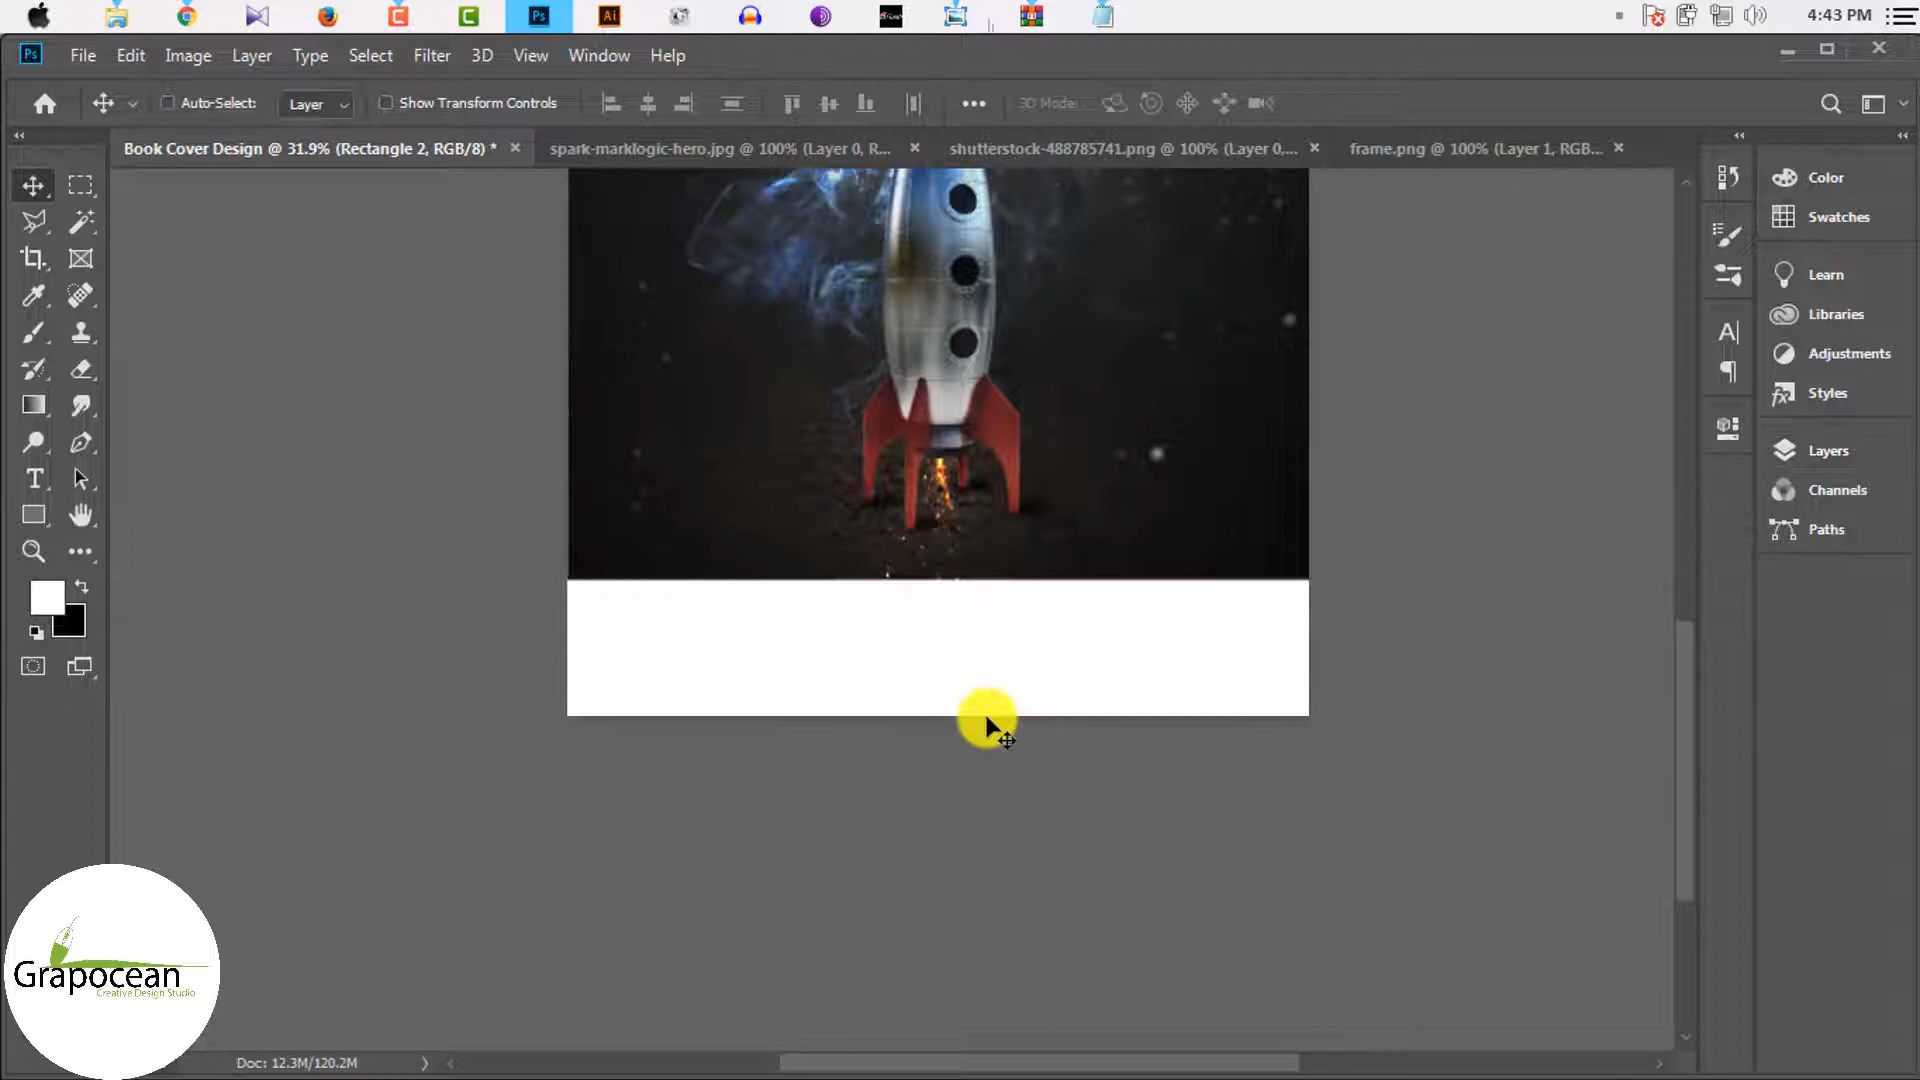 4:43 PM
Ps
Ai
Ps
File Edit Image Layer Type Select Filter 3D View Window Help
Auto-Select: Layer Show Transform Controls 3D Mode:
Book Cover Design @ 31.9% (Rectangle 2, RGB/8) * spark-marklogic-hero.jpg @ 100% (Layer 0, R... shutterstock-488785741.png @ 100% (Layer 0,... frame.png @ 100% (Layer 1, RGB...
Color
Swatches
Learn
Libraries
Adjustments
Styles
Layers
Channels
Paths
Grapocean
Creative Design Studio
Doc: 12.3M/120.2M